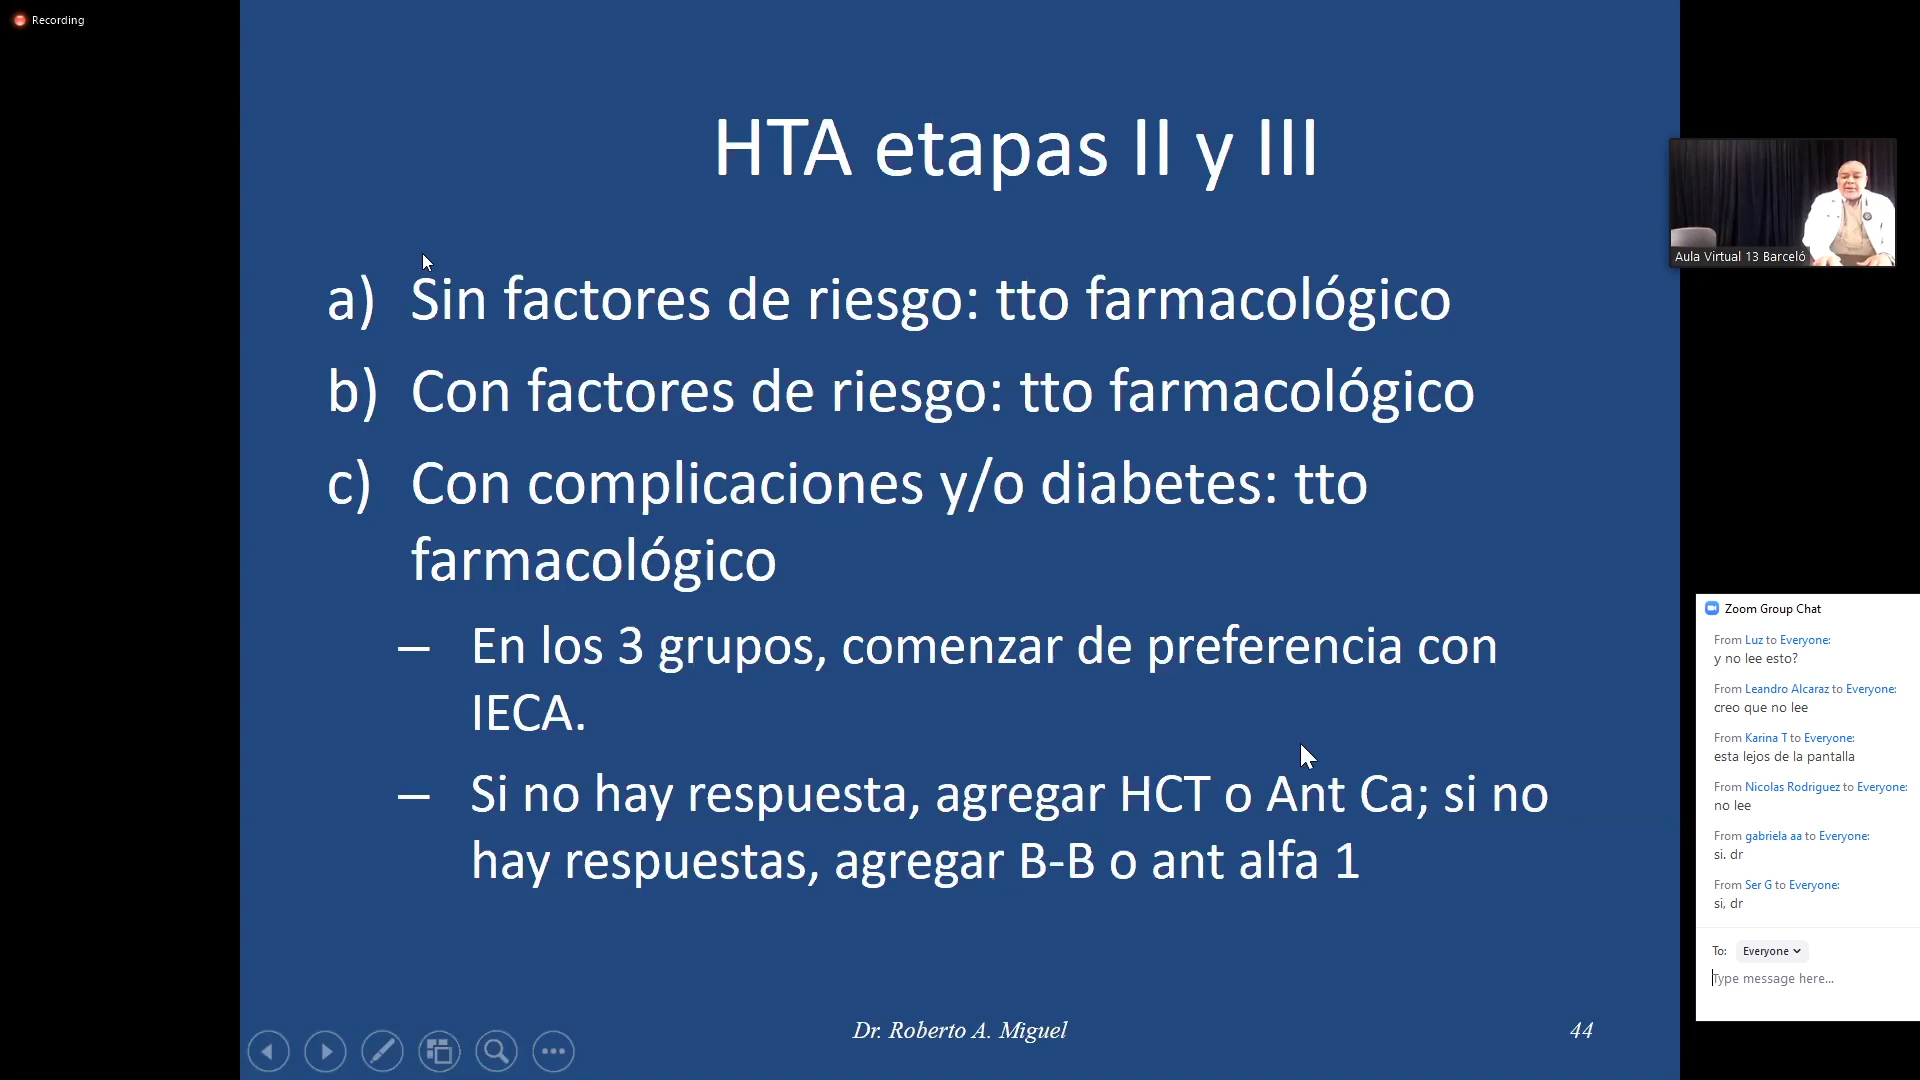 Recording
HTA etapas II y III
a) Sin factores de riesgo: tto farmacológico
b) Con factores de riesgo: tto farmacológico
c) Con complicaciones y/o diabetes: tto
farmacológico
– En los 3 grupos, comenzar de preferencia con
IECA.
– Si no hay respuesta, agregar HCT o Ant Ca; si no
hay respuestas, agregar B-B o ant alfa 1
Dr. Roberto A. Miguel
44
Aula Virtual 13 Barceló
Zoom Group Chat
From Luz to Everyone:
y no lee esto?
From Leandro Alcaraz to Everyone:
creo que no lee
From Karina T to Everyone:
esta lejos de la pantalla
From Nicolas Rodriguez to Everyone:
no lee
From gabriela aa to Everyone:
si. dr
From Ser G to Everyone:
si, dr
To: Everyone
Type message here...